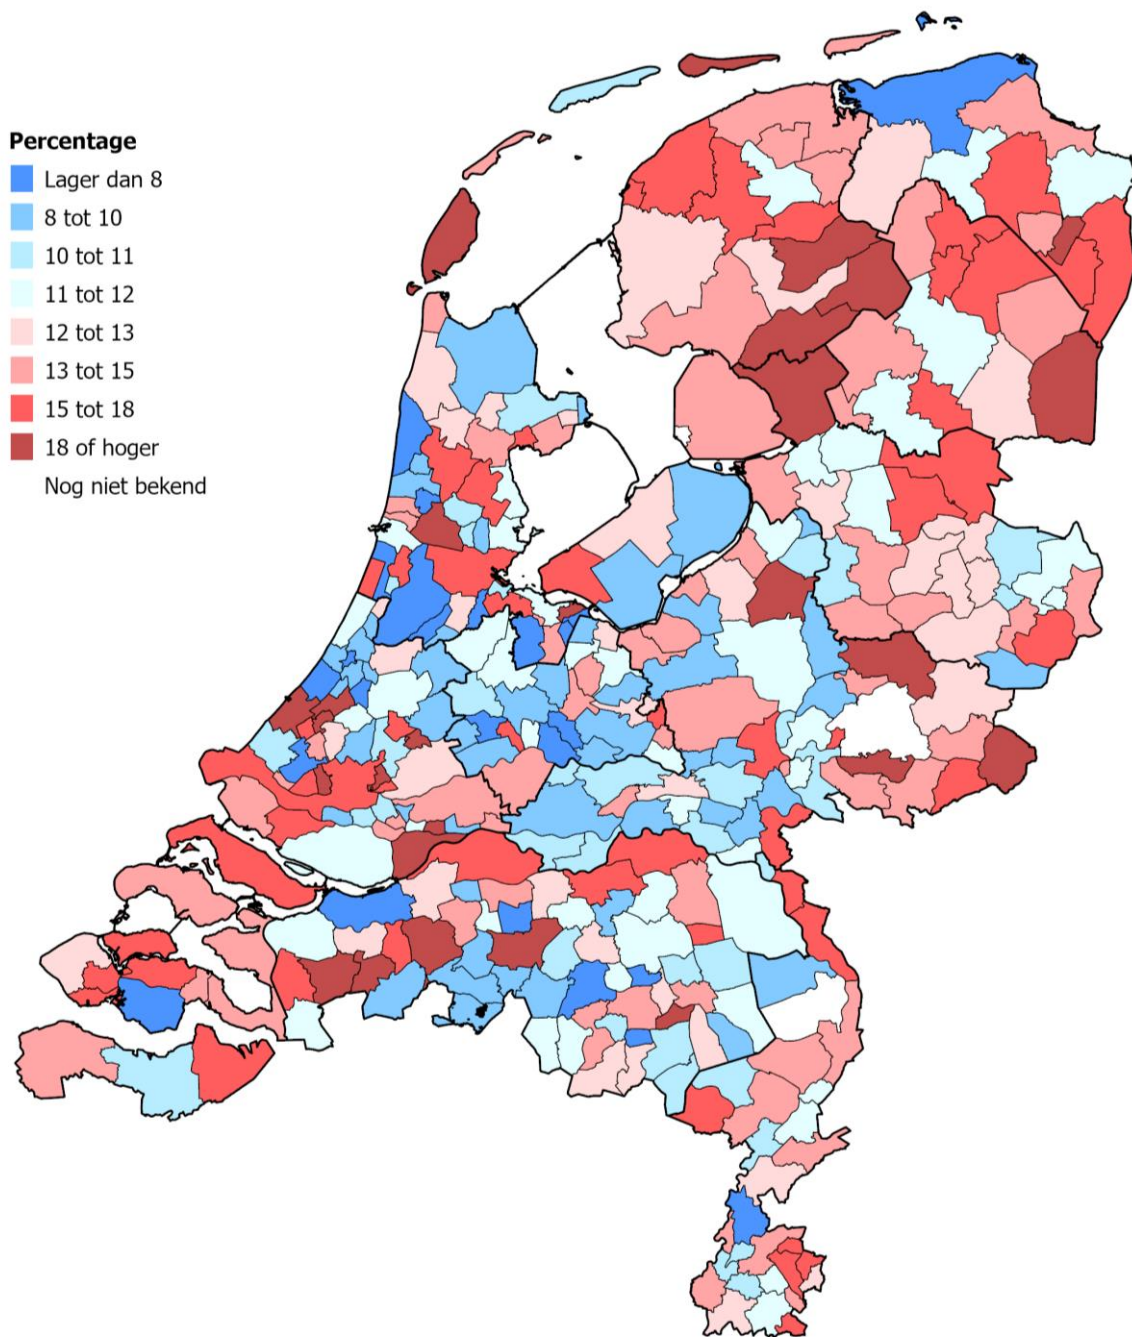 Percentage
Lager dan 8
8 tot 10
10 tot 11
11 tot 12
12 tot 13
13 tot 15
15 tot 18
18 of hoger
Nog niet bekend